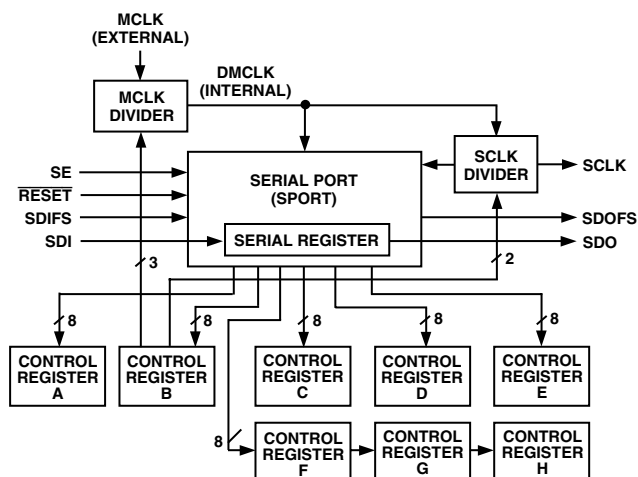 MCLK
(EXTERNAL)
DMCLK
(INTERNAL)
MCLK
DIVIDER
SE
RESET
SDIFS
SDI
SERIAL PORT
(SPORT)
SERIAL REGISTER
SCLK
DIVIDER
SCLK
SDOFS
SDO
3
2
8
8
8
8
8
CONTROL
REGISTER
A
CONTROL
REGISTER
B
CONTROL
REGISTER
C
CONTROL
REGISTER
D
CONTROL
REGISTER
E
8
CONTROL
REGISTER
F
CONTROL
REGISTER
G
CONTROL
REGISTER
H